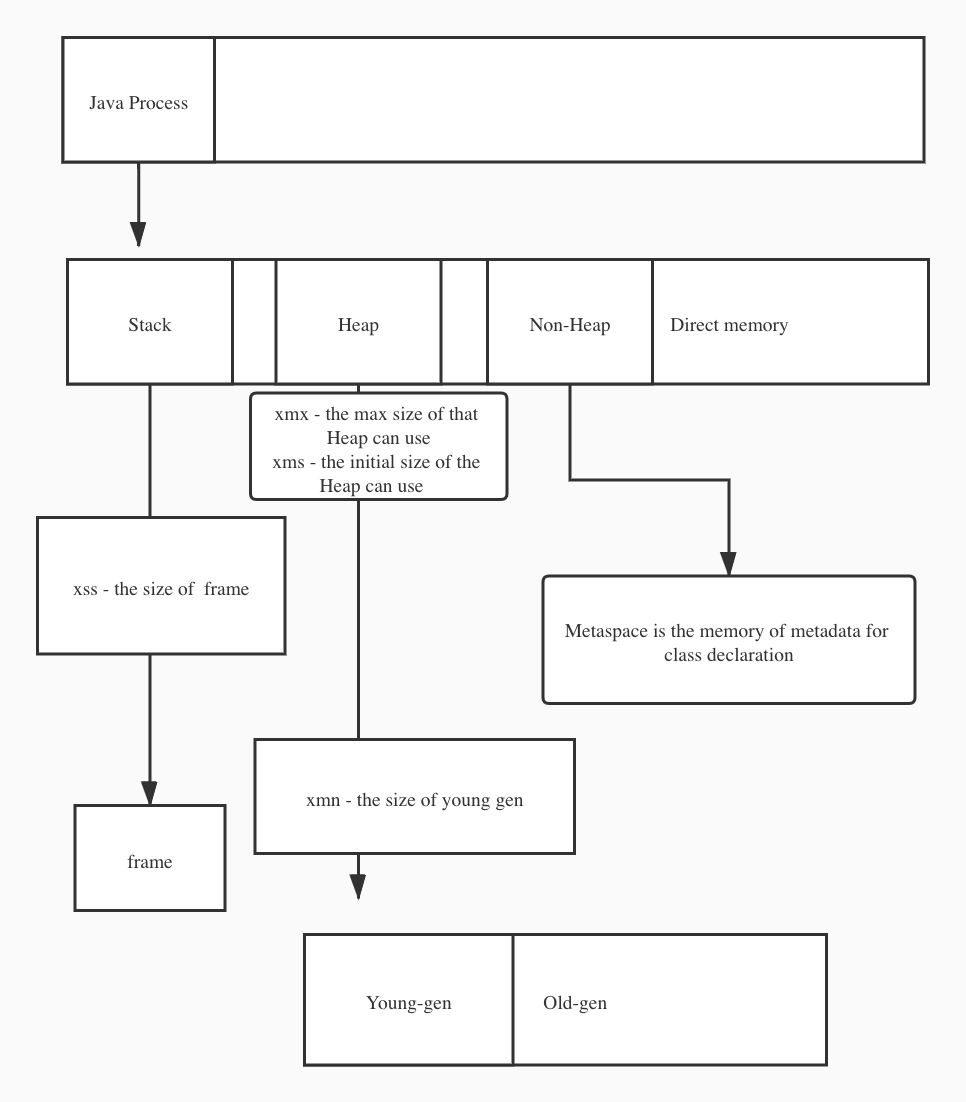 Java Process
Stack
Heap
Non-Heap
Direct memory
xmx - the max size of that
Heap can use
xms - the initial size of the
Heap can use
xss - the size of  frame
Metaspace is the memory of metadata for
class declaration
xmn - the size of young gen
frame
Young-gen
Old-gen